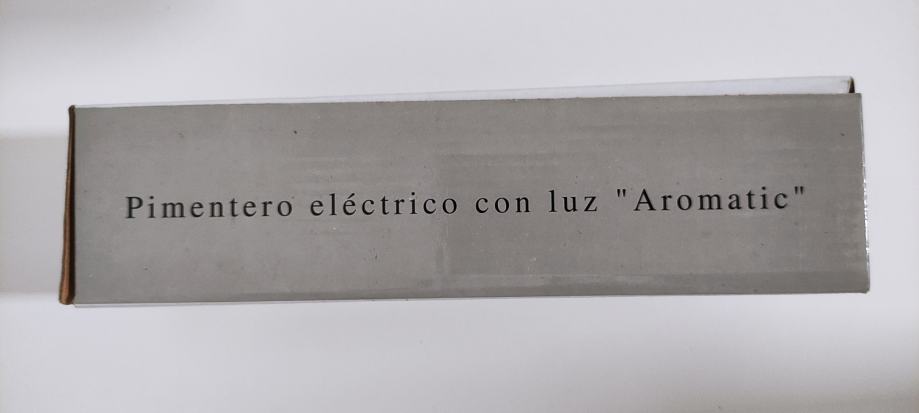 Pimentero eléctrico con luz "Aromatic"